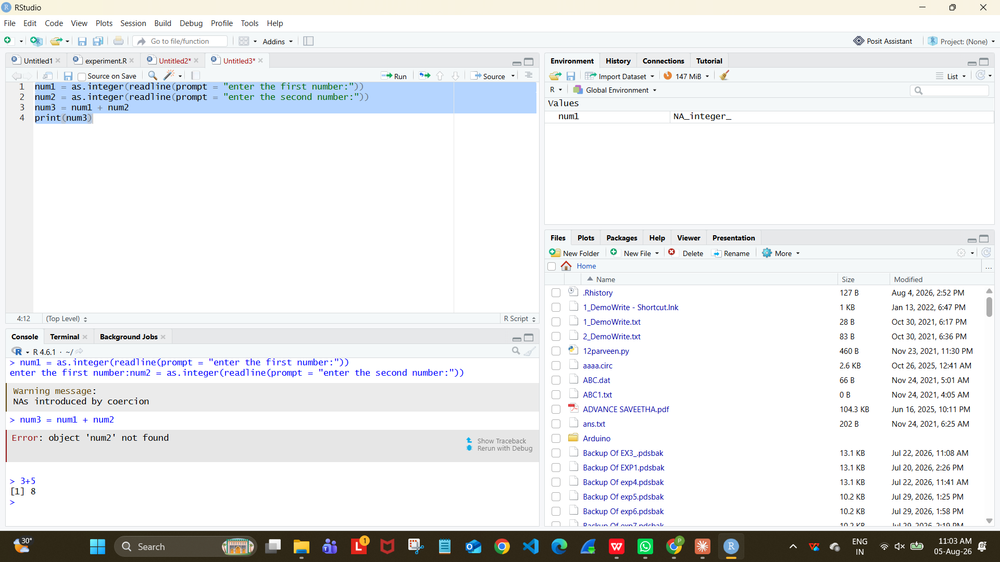 RStudio
File Edit Code View Plots Session Build Debug Profile Tools Help
Go to file/function Addins Posit Assistant Project: (None)
Untitled1 experiment.R Untitled2* Untitled3*
Source on Save Run Source
1 num1 = as.integer(readline(prompt = "enter the first number:"))
2 num2 = as.integer(readline(prompt = "enter the second number:"))
3 num3 = num1 + num2
4 print(num3)
4:12 (Top Level) R Script
Console Terminal Background Jobs
R 4.6.1 · ~/
> num1 = as.integer(readline(prompt = "enter the first number:"))
enter the first number:num2 = as.integer(readline(prompt = "enter the second number:"))
Warning message:
NAs introduced by coercion
> num3 = num1 + num2
Error: object 'num2' not found
Show Traceback
Rerun with Debug
> 3+5
[1] 8
>
Environment History Connections Tutorial
Import Dataset 147 MiB List
R Global Environment
Values
num1 NA_integer_
Files Plots Packages Help Viewer Presentation
New Folder New File Delete Rename More
Home ...
Name Size Modified
.Rhistory 127 B Aug 4, 2026, 2:52 PM
1_DemoWrite - Shortcut.lnk 1 KB Jan 13, 2022, 6:47 PM
1_DemoWrite.txt 28 B Oct 30, 2021, 6:17 PM
2_DemoWrite.txt 83 B Oct 30, 2021, 6:36 PM
12parveen.py 460 B Nov 23, 2021, 11:30 PM
aaaa.circ 2.6 KB Oct 26, 2025, 12:41 AM
ABC.dat 66 B Nov 24, 2021, 5:01 AM
ABC1.txt 0 B Nov 24, 2021, 4:05 AM
ADVANCE SAVEETHA.pdf 104.3 KB Jun 16, 2025, 10:11 PM
ans.txt 202 B Nov 24, 2021, 6:25 AM
Arduino
Backup Of EX3_.pdsbak 13.1 KB Jul 22, 2026, 11:08 AM
Backup Of EXP1.pdsbak 13.1 KB Jul 20, 2026, 2:26 PM
Backup Of exp4.pdsbak 13.1 KB Jul 22, 2026, 11:41 AM
Backup Of exp5.pdsbak 10.2 KB Jul 29, 2026, 1:25 PM
Backup Of exp6.pdsbak 10.2 KB Jul 29, 2026, 1:58 PM
Backup Of exp7.pdsbak 10.2 KB Jul 29, 2026, 2:19 PM
30° Search 1 P ENG 11:03 AM
IN 05-Aug-26